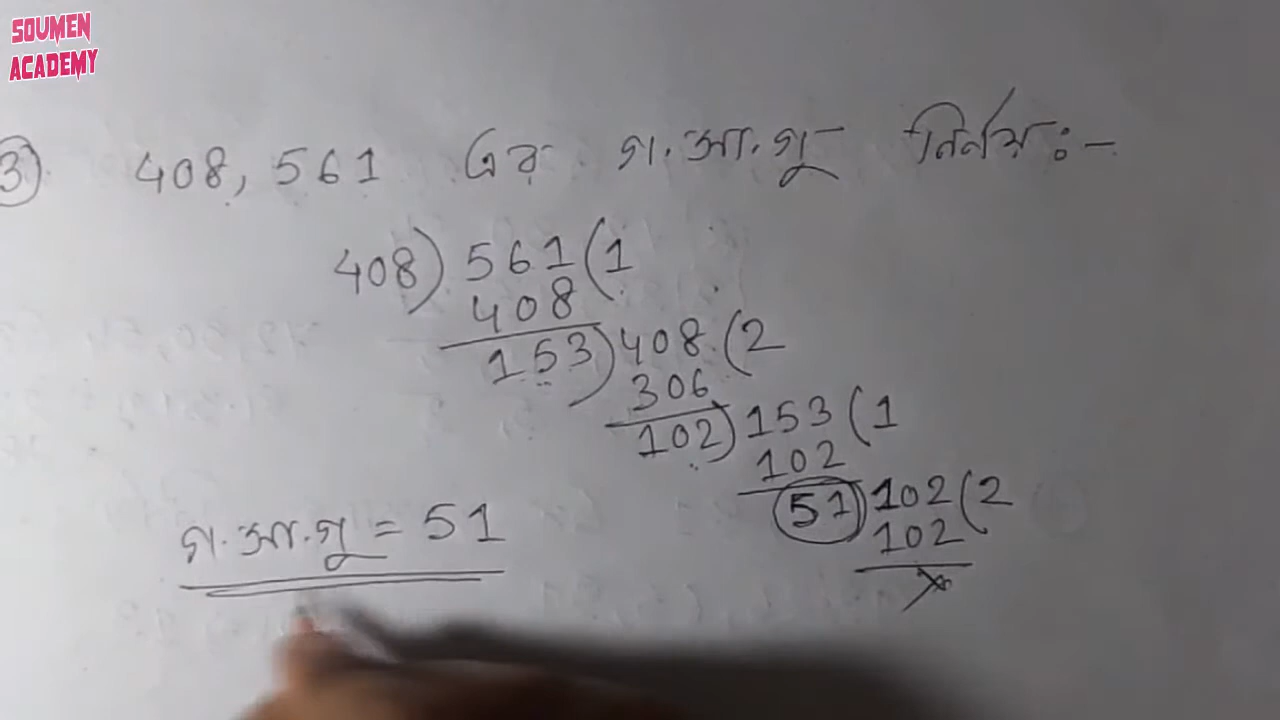 SOUMEN
ACADEMY
3) 408, 561 এর গ.সা.গু নির্নয়ঃ-
408) 561 (1
408
153) 408 (2
306
102) 153 (1
102
51) 102 (2
102
×
গ.সা.গু = 51